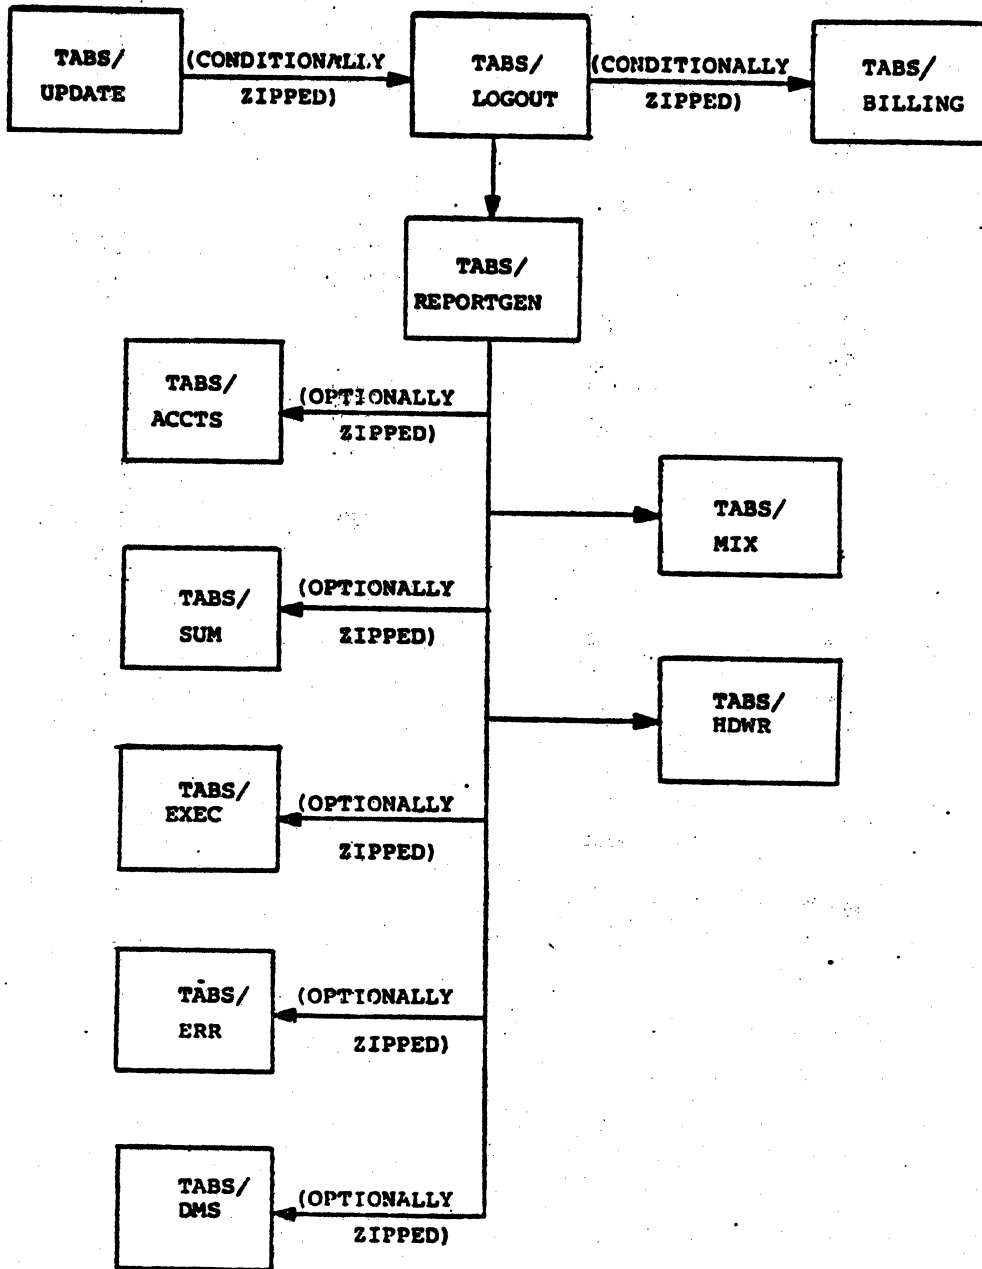 TABS/
UPDATE
(CONDITIONALLY
ZIPPED)
TABS/
LOGOUT
(CONDITIONALLY
ZIPPED)
TABS/
BILLING
TABS/
REPORTGEN
TABS/
ACCTS
(OPTIONALLY
ZIPPED)
TABS/
MIX
TABS/
SUM
(OPTIONALLY
ZIPPED)
TABS/
HDWR
TABS/
EXEC
(OPTIONALLY
ZIPPED)
TABS/
ERR
(OPTIONALLY
ZIPPED)
TABS/
DMS
(OPTIONALLY
ZIPPED)